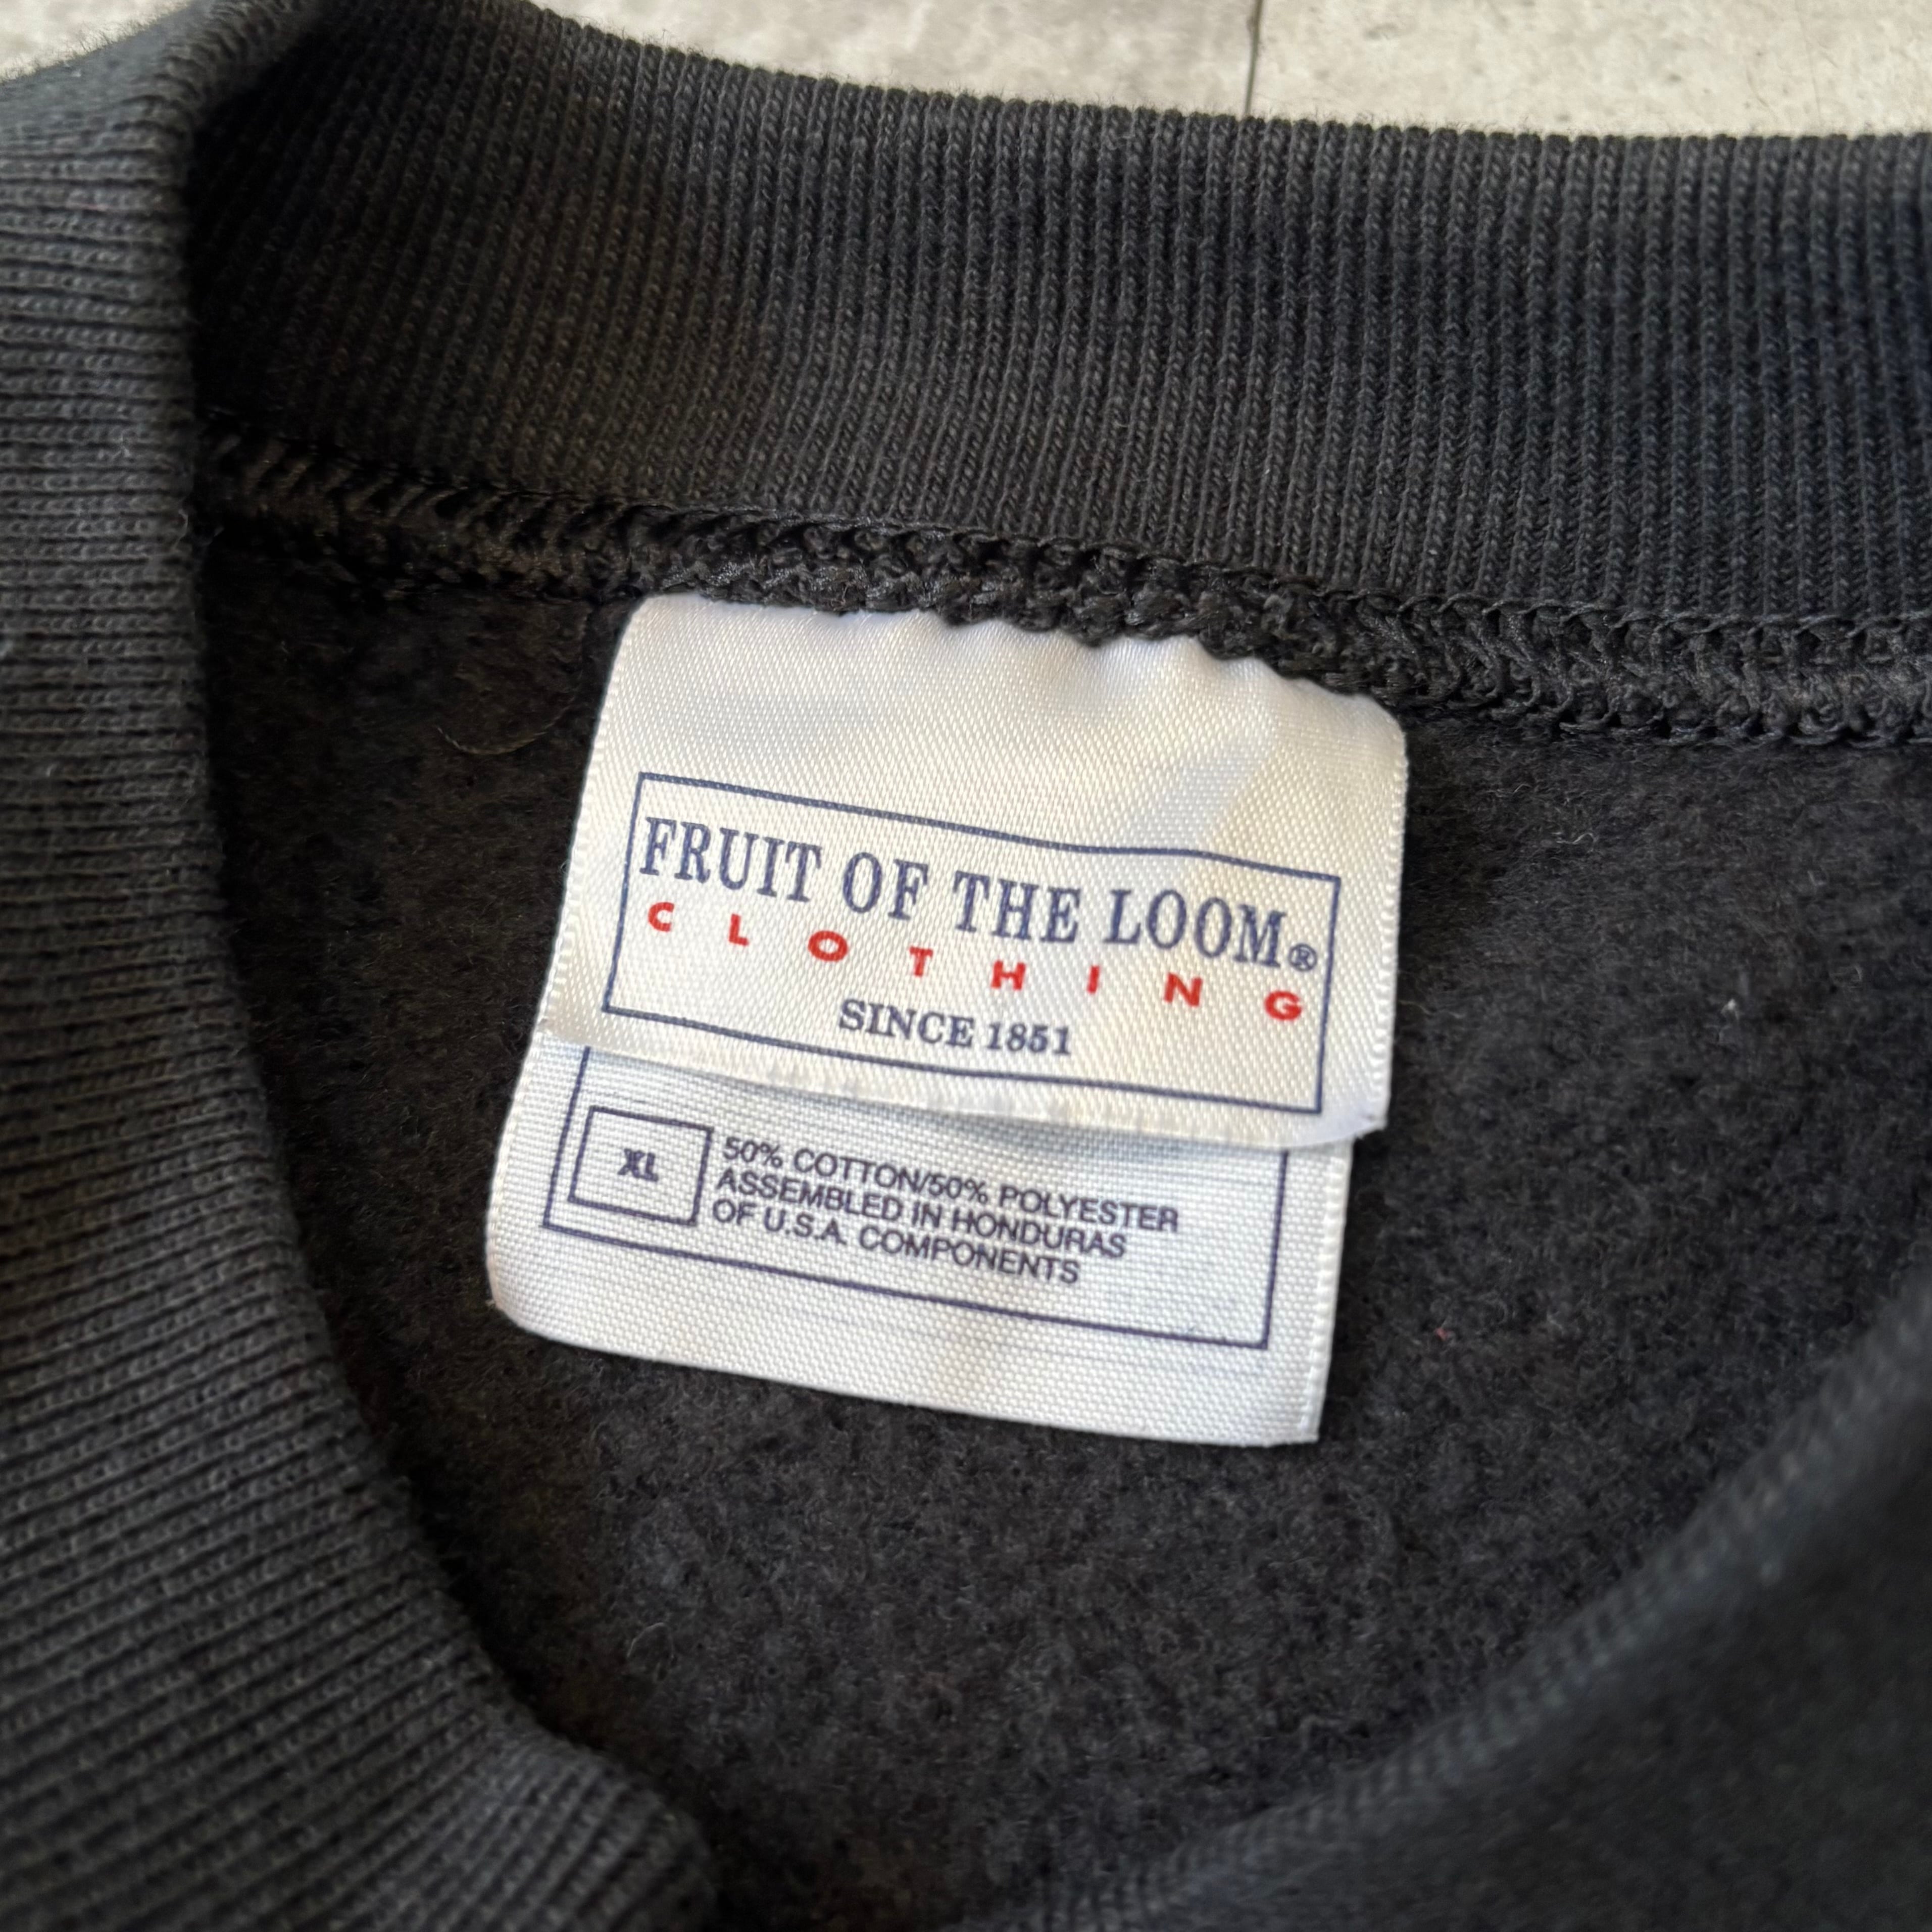 FRUIT OF THE LOOM®
CLOTHING
SINCE 1851
XL
50% COTTON/50% POLYESTER
ASSEMBLED IN HONDURAS
OF U.S.A. COMPONENTS